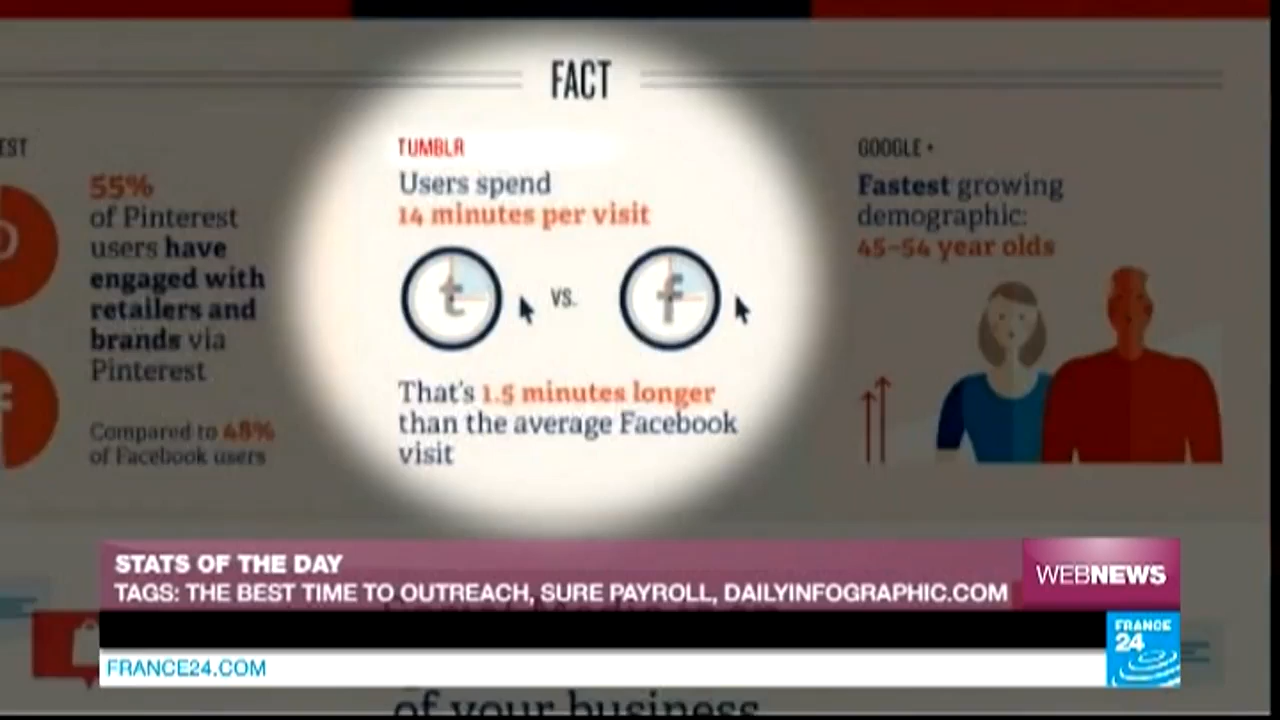 FACT
EST
55%
of Pinterest
users have
engaged with
retailers and
brands via
Pinterest
Compared to 48%
of Facebook users
TUMBLR
Users spend
14 minutes per visit
t
vs.
f
That's 1.5 minutes longer
than the average Facebook
visit
GOOGLE +
Fastest growing
demographic:
45-54 year olds
STATS OF THE DAY
TAGS: THE BEST TIME TO OUTREACH, SURE PAYROLL, DAILYINFOGRAPHIC.COM
WEBNEWS
FRANCE
24
FRANCE24.COM
of your business